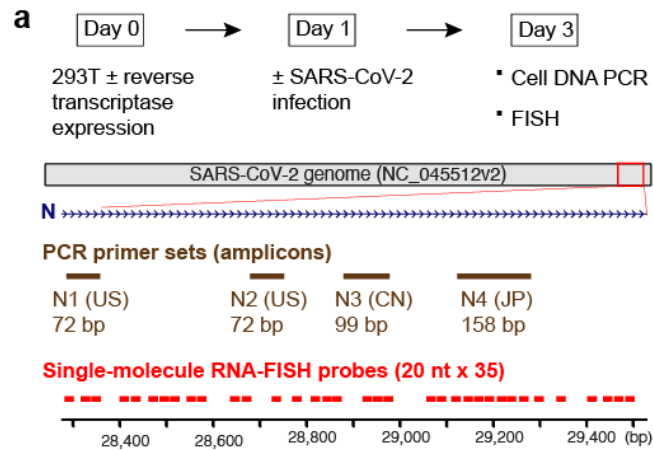 a
Day 0
Day 1
Day 3
293T ± reverse
transcriptase
expression
± SARS-CoV-2
infection
▪ Cell DNA PCR
▪ FISH
SARS-CoV-2 genome (NC_045512v2)
N
PCR primer sets (amplicons)
N1 (US)
72 bp
N2 (US)
72 bp
N3 (CN)
99 bp
N4 (JP)
158 bp
Single-molecule RNA-FISH probes (20 nt x 35)
28,400 28,600 28,800 29,000 29,200 29,400 (bp)